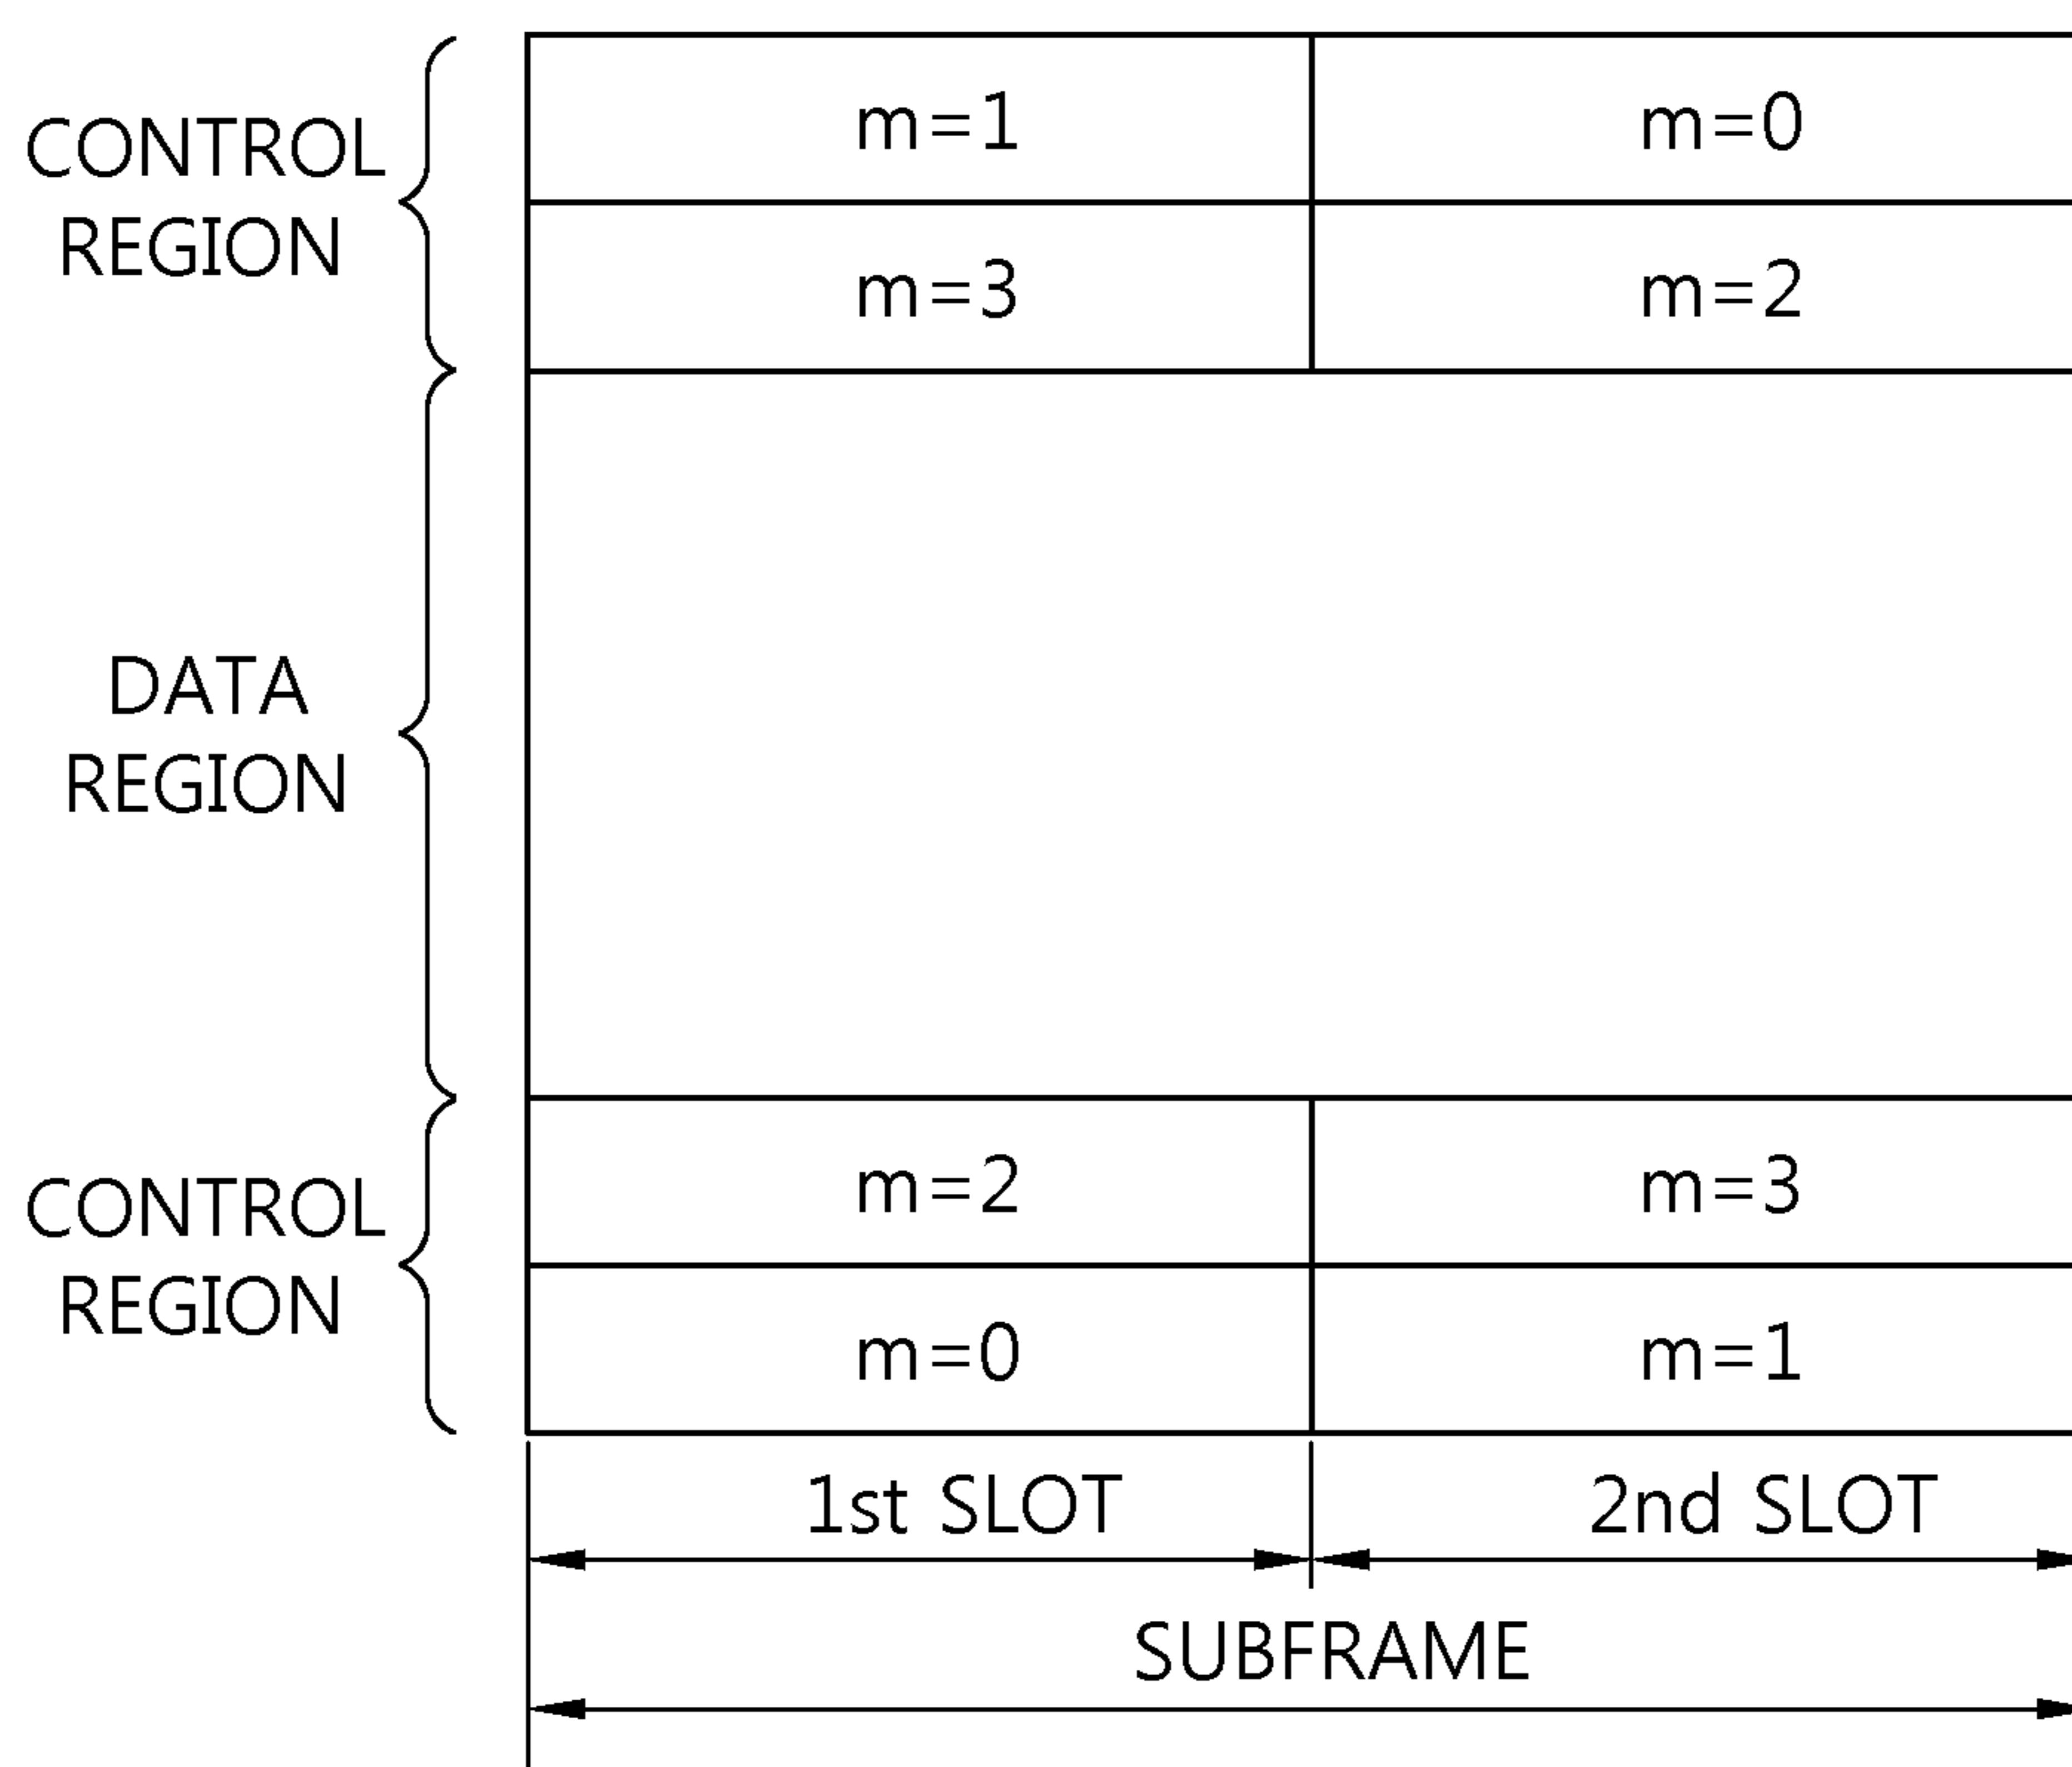 CONTROL
REGION
m=1
m=0
m=3
m=2
DATA
REGION
CONTROL
REGION
m=2
m=3
m=0
m=1
1st SLOT
2nd SLOT
SUBFRAME